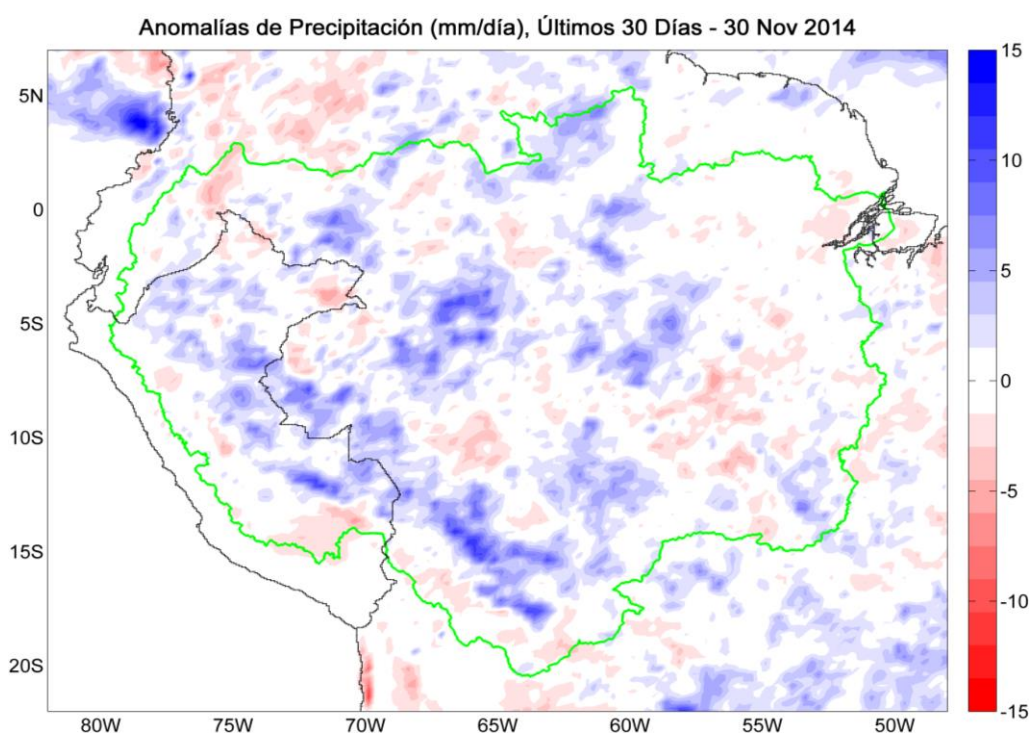 Anomalías de Precipitación (mm/día), Últimos 30 Días - 30 Nov 2014
5N
0
5S
10S
15S
20S
80W 75W 70W 65W 60W 55W 50W
15
10
5
0
-5
-10
-15